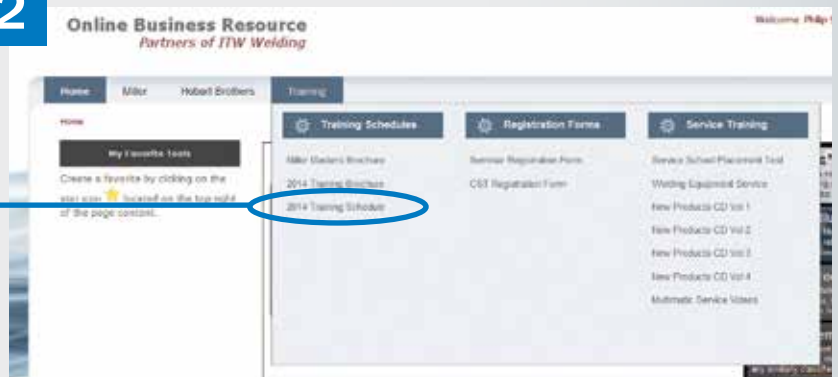 2
Online Business Resource
Partners of ITW Welding
Welcome Philip
Home Miller Hobart Brothers Training
Home
My Favorite Tools
Create a favorite by clicking on the
star icon located on the top right
of the page content.
Training Schedules
Miller Masters Brochure
2014 Training Brochure
2014 Training Schedule
Registration Forms
Seminar Registration Form
CST Registration Form
Service Training
Service School Placement Test
Welding Equipment Service
New Products CD Vol 1
New Products CD Vol 2
New Products CD Vol 3
New Products CD Vol 4
Multimatic Service Videos